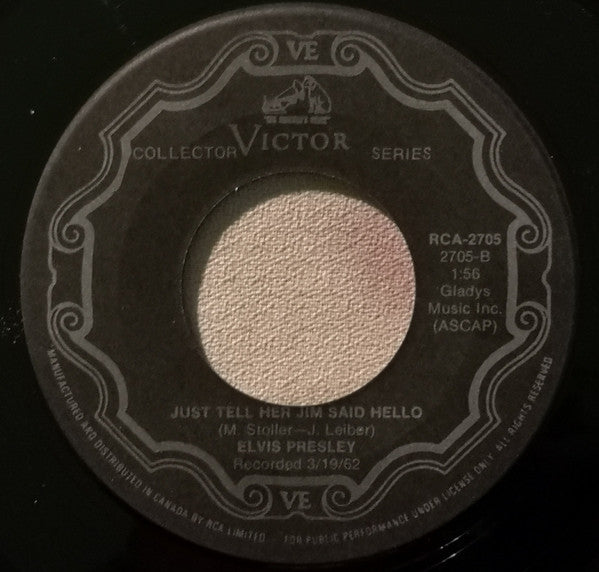 VE
"HIS MASTER'S VOICE"
COLLECTOR VICTOR SERIES
RCA-2705
2705-B
1:56
Gladys
Music Inc.
(ASCAP)
JUST TELL HER JIM SAID HELLO
(M. Stoller—J. Leiber)
ELVIS PRESLEY
Recorded 3/19/62
VE
MANUFACTURED AND DISTRIBUTED IN CANADA BY RCA LIMITED - FOR PUBLIC PERFORMANCE UNDER LICENSE ONLY. ALL RIGHTS RESERVED